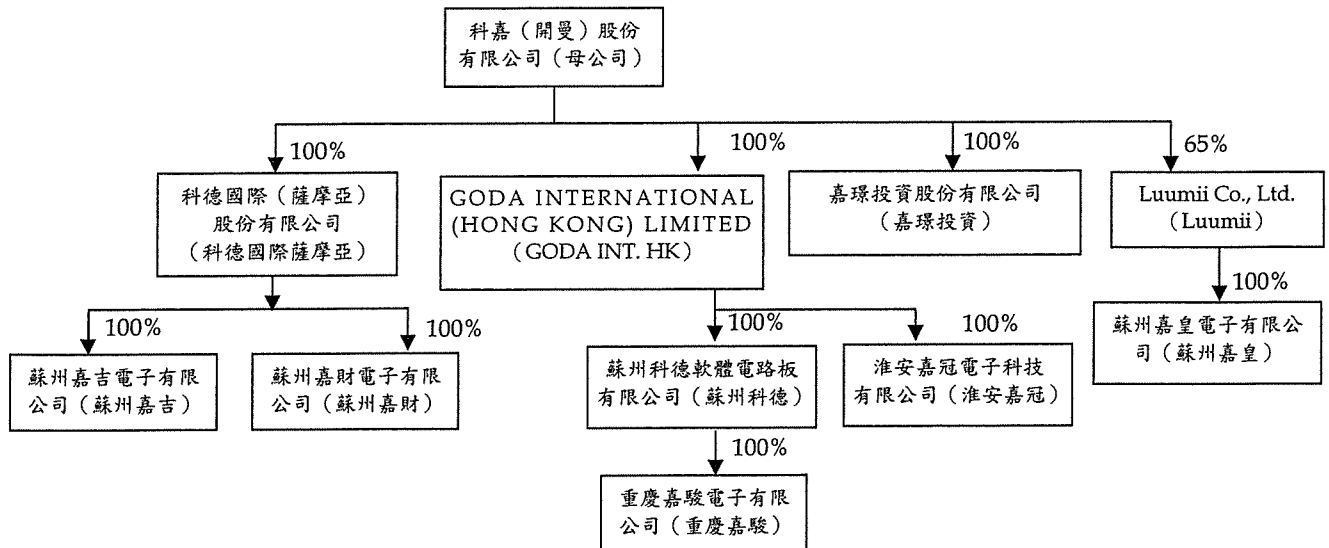 科嘉（開曼）股份
有限公司（母公司）
100%
100%
100%
65%
科德國際（薩摩亞）
股份有限公司
（科德國際薩摩亞）
GODA INTERNATIONAL
(HONG KONG) LIMITED
（GODA INT. HK）
嘉璟投資股份有限公司
（嘉璟投資）
Luumii Co., Ltd.
（Luumii）
100%
100%
100%
100%
100%
蘇州嘉吉電子有限
公司（蘇州嘉吉）
蘇州嘉財電子有限
公司（蘇州嘉財）
蘇州科德軟體電路板
有限公司（蘇州科德）
淮安嘉冠電子科技
有限公司（淮安嘉冠）
蘇州嘉皇電子有限公
司（蘇州嘉皇）
100%
重慶嘉駿電子有限
公司（重慶嘉駿）